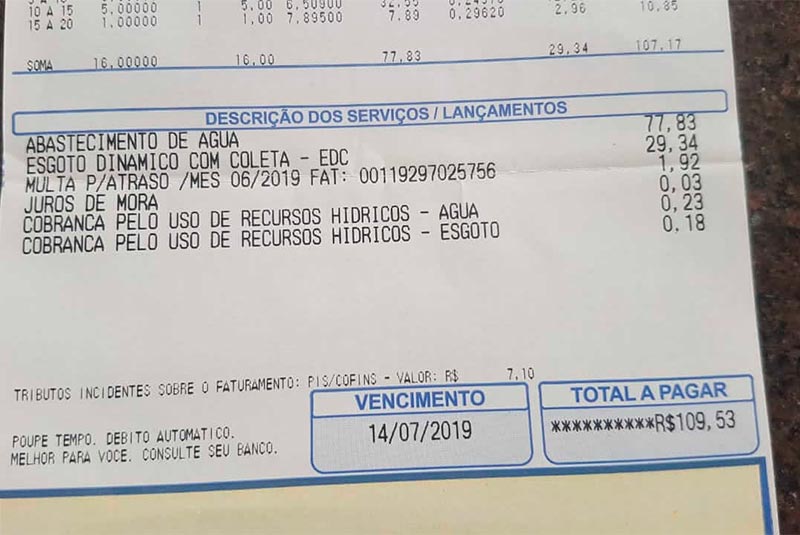 10 A 15 5,00000 1 5,00 6,50900 10,85
15 A 20 1,00000 1 1,00 7,89500 7,89 0,29620 2,96
SOMA 16,00000 16,00 77,83 29,34 107,17
DESCRIÇÃO DOS SERVIÇOS / LANÇAMENTOS
ABASTECIMENTO DE AGUA 77,83
ESGOTO DINAMICO COM COLETA - EDC 29,34
MULTA P/ATRASO /MES 06/2019 FAT: 00119297025756 1,92
JUROS DE MORA 0,03
COBRANCA PELO USO DE RECURSOS HIDRICOS - AGUA 0,23
COBRANCA PELO USO DE RECURSOS HIDRICOS - ESGOTO 0,18
TRIBUTOS INCIDENTES SOBRE O FATURAMENTO: PIS/COFINS - VALOR: R$ 7,10
VENCIMENTO
14/07/2019
TOTAL A PAGAR
**********R$109,53
POUPE TEMPO. DEBITO AUTOMATICO.
MELHOR PARA VOCE. CONSULTE SEU BANCO.